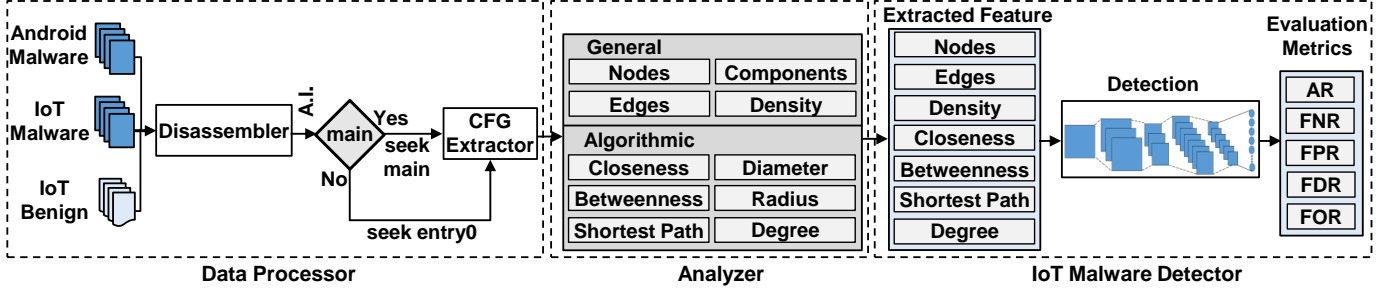 Android
Malware
IoT
Malware
IoT
Benign
Disassembler
A.I.
main
Yes
seek
main
No
seek entry0
CFG
Extractor
Data Processor
General
Nodes
Components
Edges
Density
Algorithmic
Closeness
Diameter
Betweenness
Radius
Shortest Path
Degree
Analyzer
Extracted Feature
Nodes
Edges
Density
Closeness
Betweenness
Shortest Path
Degree
Detection
Evaluation
Metrics
AR
FNR
FPR
FDR
FOR
IoT Malware Detector